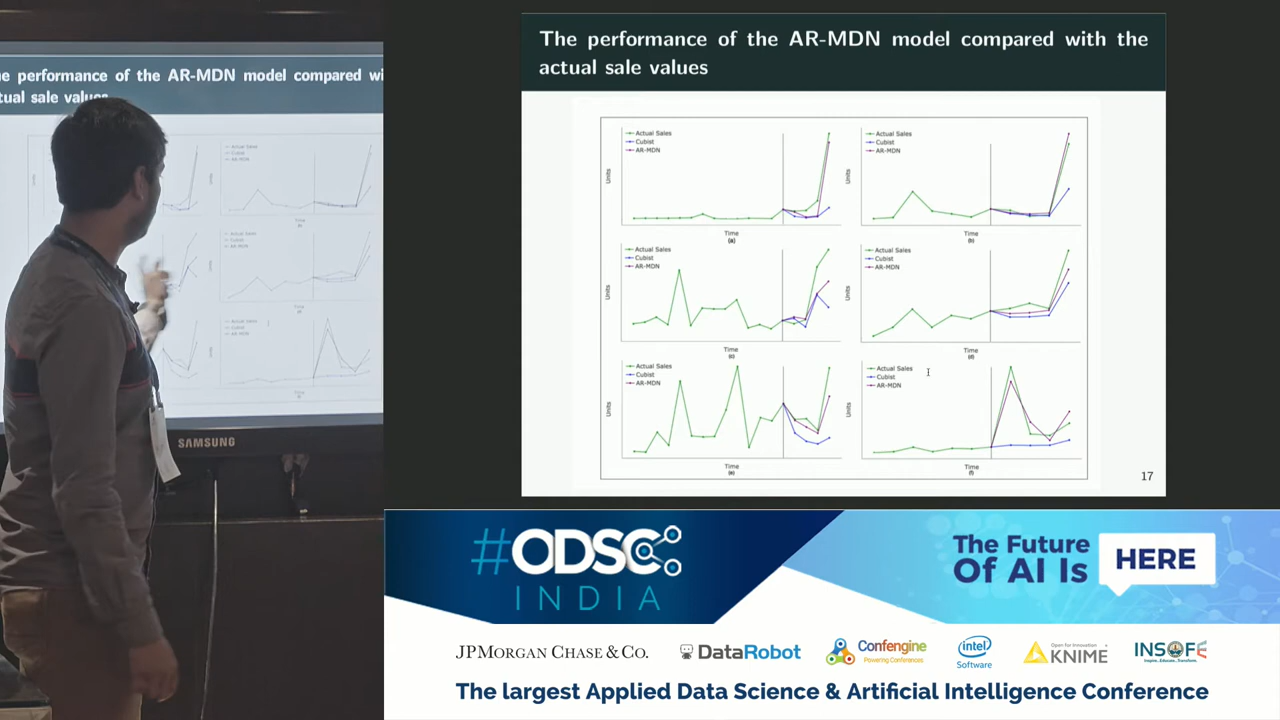 The performance of the AR-MDN model compared with the
actual sale values
Actual Sales
Cubist
AR-MDN
Units
Time
(a)
Actual Sales
Cubist
AR-MDN
Units
Time
(b)
Actual Sales
Cubist
AR-MDN
Units
Time
(c)
Actual Sales
Cubist
AR-MDN
Units
Time
(d)
Actual Sales
Cubist
AR-MDN
Units
Time
(e)
Actual Sales
Cubist
AR-MDN
Units
Time
(f)
17
e performance of the AR-MDN model compared wi
tual sale values
SAMSUNG
#ODSC
INDIA
The Future
Of AI Is
HERE
JPMORGAN CHASE & CO.
DataRobot
Confengine
Powering Conferences
intel
Software
Open for Innovation
KNIME
INSOFE
Inspire...Educate...Transform.
The largest Applied Data Science & Artificial Intelligence Conference